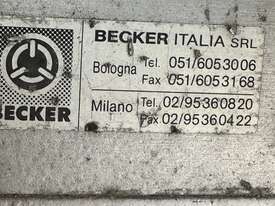 BECKER ITALIA SRL
Bologna Tel. 051/6053006
Fax 051/6053168
Milano Tel. 02/95360820
Fax 02/95360422
BECKER